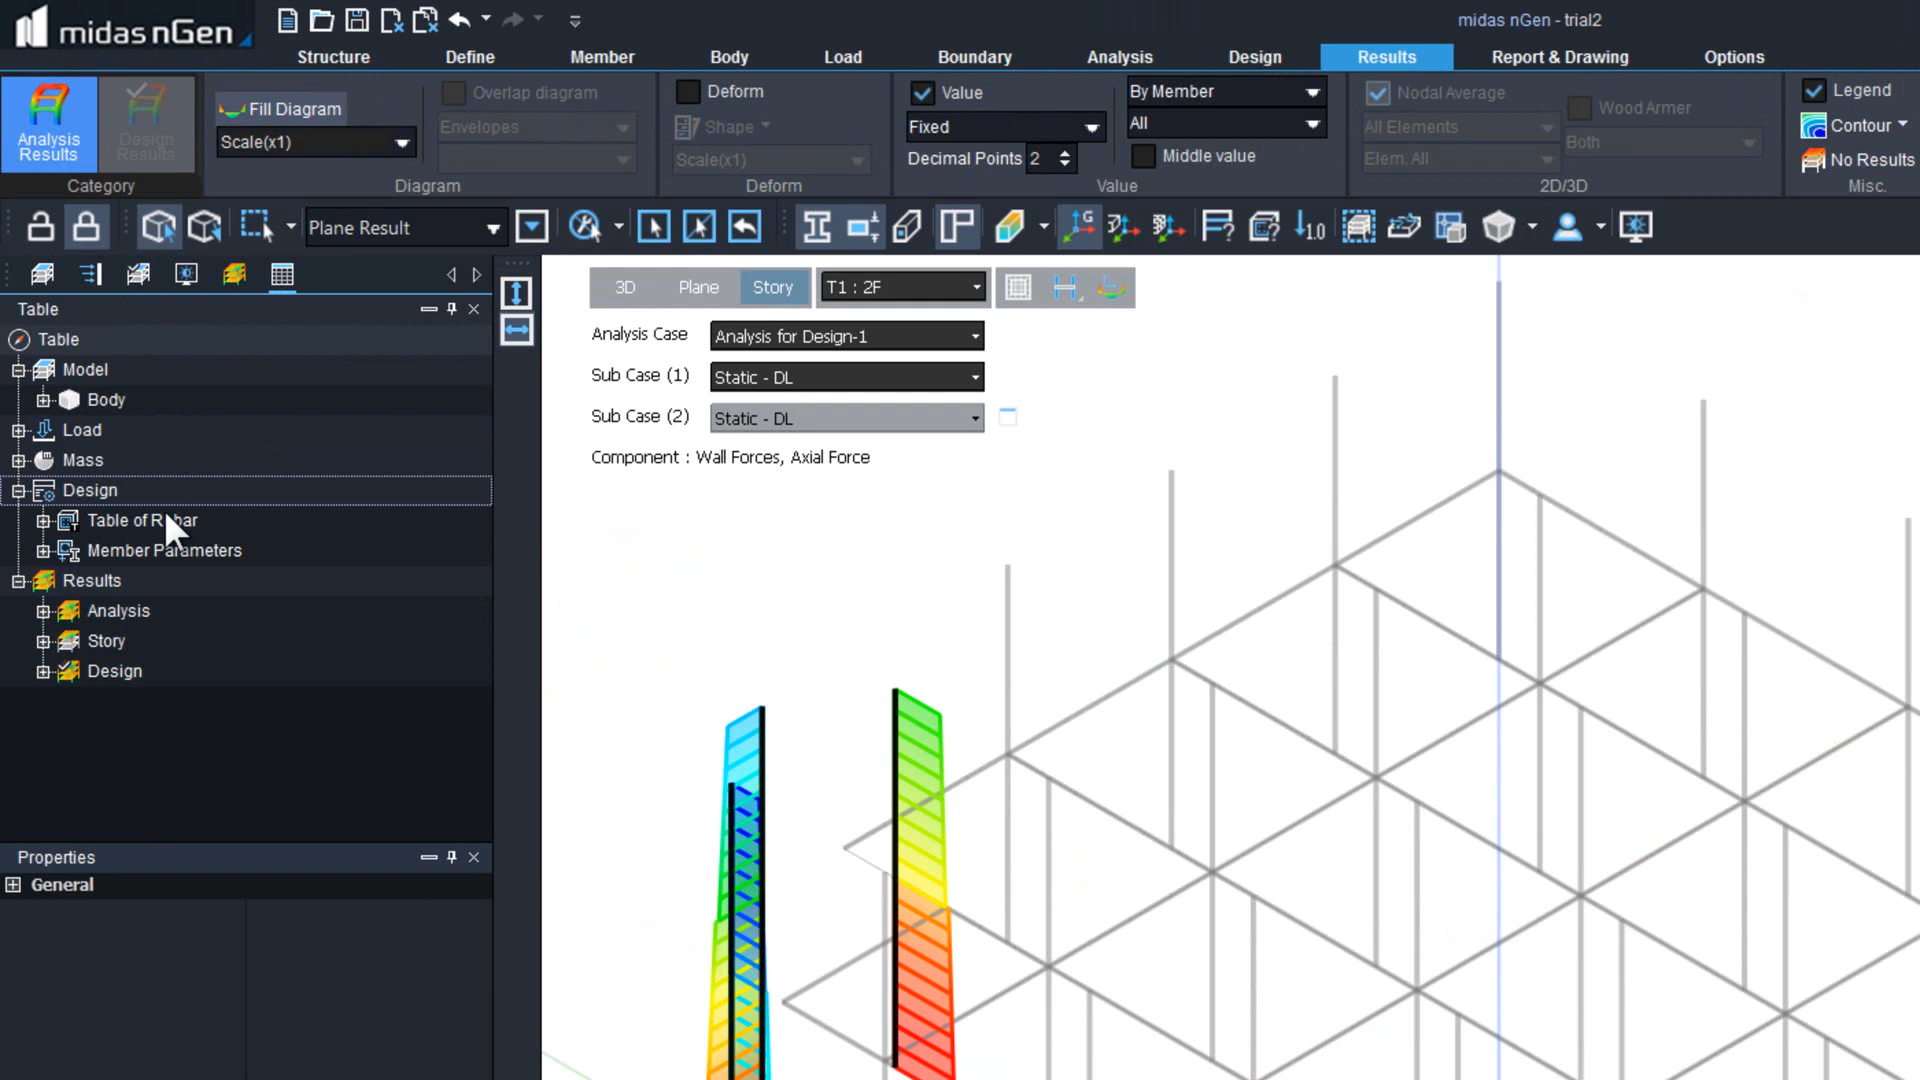 midas nGen
midas nGen - trial2
Structure
Define
Member
Body
Load
Boundary
Analysis
Design
Results
Report & Drawing
Options
Analysis
Results
Design
Results
Category
Fill Diagram
Scale(x1)
Overlap diagram
Envelopes
Diagram
Deform
Shape
Scale(x1)
Deform
Value
Fixed
Decimal Points 2
By Member
All
Middle value
Value
Nodal Average
All Elements
Elem. All
Wood Armer
Both
2D/3D
Legend
Contour
No Results
Misc.
Plane Result
G
1.0
Table
Table
Model
Body
Load
Mass
Design
Member Parameters
Results
Analysis
Story
Design
Properties
General
3D
Plane
Story
T1 : 2F
Analysis Case
Analysis for Design-1
Sub Case (1)
Static - DL
Sub Case (2)
Static - DL
Component : Wall Forces, Axial Force